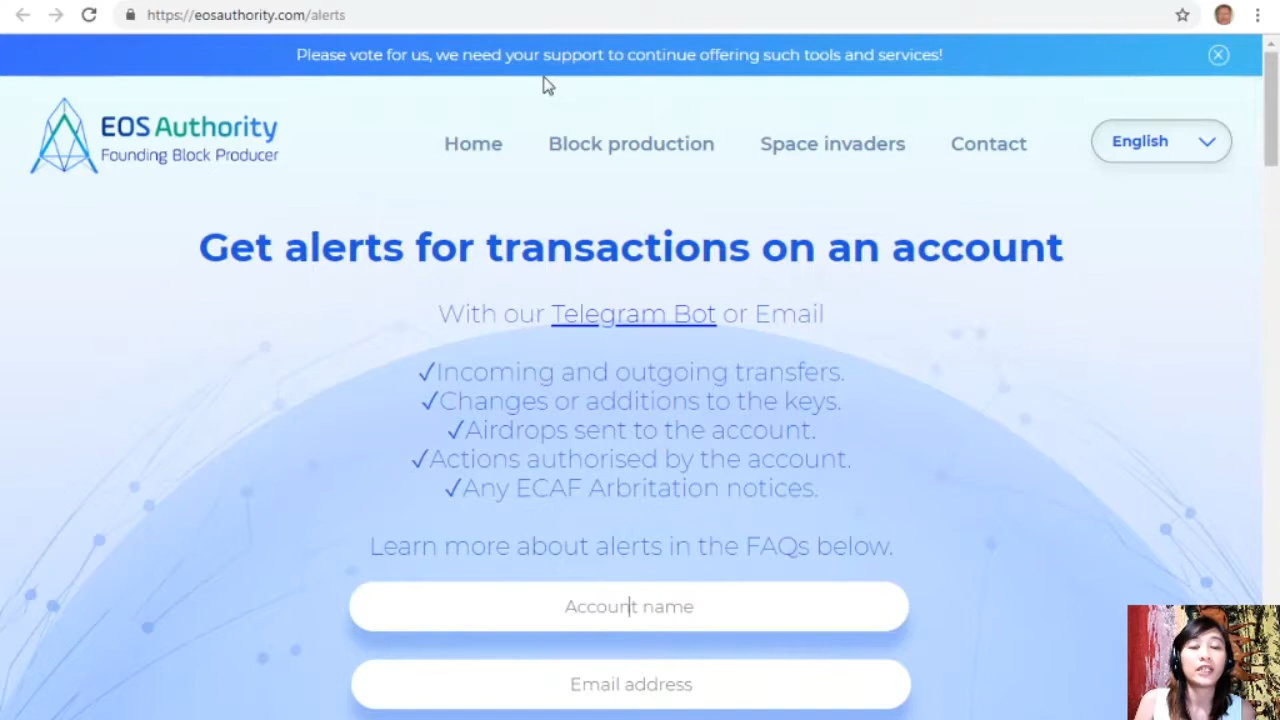 https://eosauthority.com/alerts
Please vote for us, we need your support to continue offering such tools and services!
EOS Authority
Founding Block Producer
Home
Block production
Space invaders
Contact
English
Get alerts for transactions on an account
With our Telegram Bot or Email
✓Incoming and outgoing transfers.
✓Changes or additions to the keys.
✓Airdrops sent to the account.
✓Actions authorised by the account.
✓Any ECAF Arbritation notices.
Learn more about alerts in the FAQs below.
Account name
Email address